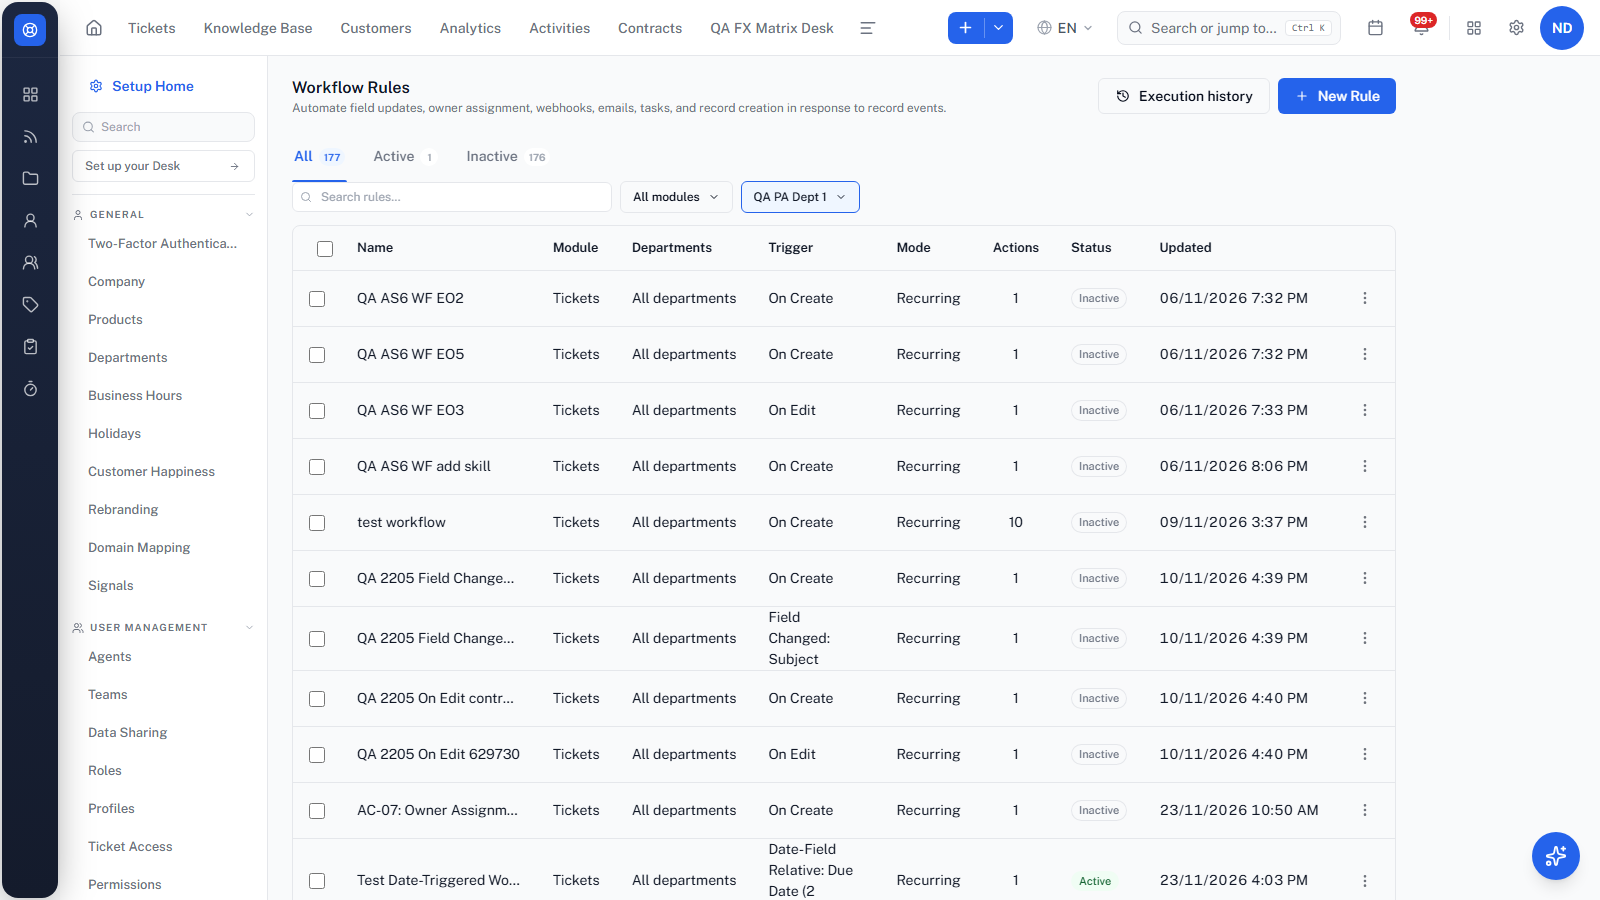 Tickets
Knowledge Base
Customers
Analytics
Activities
Contracts
QA FX Matrix Desk
EN
Search or jump to...
Ctrl K
99+
ND
Setup Home
Search
Set up your Desk
GENERAL
Two-Factor Authentica...
Company
Products
Departments
Business Hours
Holidays
Customer Happiness
Rebranding
Domain Mapping
Signals
USER MANAGEMENT
Agents
Teams
Data Sharing
Roles
Profiles
Ticket Access
Permissions
Workflow Rules
Automate field updates, owner assignment, webhooks, emails, tasks, and record creation in response to record events.
Execution history
New Rule
All 177
Active 1
Inactive 176
Search rules...
All modules
QA PA Dept 1
Name Module Departments Trigger Mode Actions Status Updated
QA AS6 WF EO2 Tickets All departments On Create Recurring 1 Inactive 06/11/2026 7:32 PM
QA AS6 WF EO5 Tickets All departments On Create Recurring 1 Inactive 06/11/2026 7:32 PM
QA AS6 WF EO3 Tickets All departments On Edit Recurring 1 Inactive 06/11/2026 7:33 PM
QA AS6 WF add skill Tickets All departments On Create Recurring 1 Inactive 06/11/2026 8:06 PM
test workflow Tickets All departments On Create Recurring 10 Inactive 09/11/2026 3:37 PM
QA 2205 Field Change... Tickets All departments On Create Recurring 1 Inactive 10/11/2026 4:39 PM
QA 2205 Field Change... Tickets All departments Field Changed: Subject Recurring 1 Inactive 10/11/2026 4:39 PM
QA 2205 On Edit contr... Tickets All departments On Create Recurring 1 Inactive 10/11/2026 4:40 PM
QA 2205 On Edit 629730 Tickets All departments On Edit Recurring 1 Inactive 10/11/2026 4:40 PM
AC-07: Owner Assignm... Tickets All departments On Create Recurring 1 Inactive 23/11/2026 10:50 AM
Test Date-Triggered Wo... Tickets All departments Date-Field Relative: Due Date (2 Recurring 1 Active 23/11/2026 4:03 PM